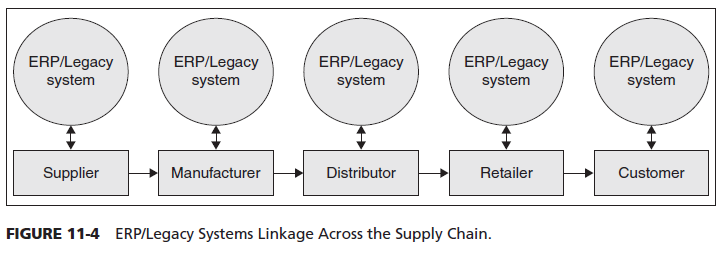 ERP/Legacy
system
ERP/Legacy
system
ERP/Legacy
system
ERP/Legacy
system
ERP/Legacy
system
Supplier
Manufacturer
Distributor
Retailer
Customer
FIGURE 11-4 ERP/Legacy Systems Linkage Across the Supply Chain.